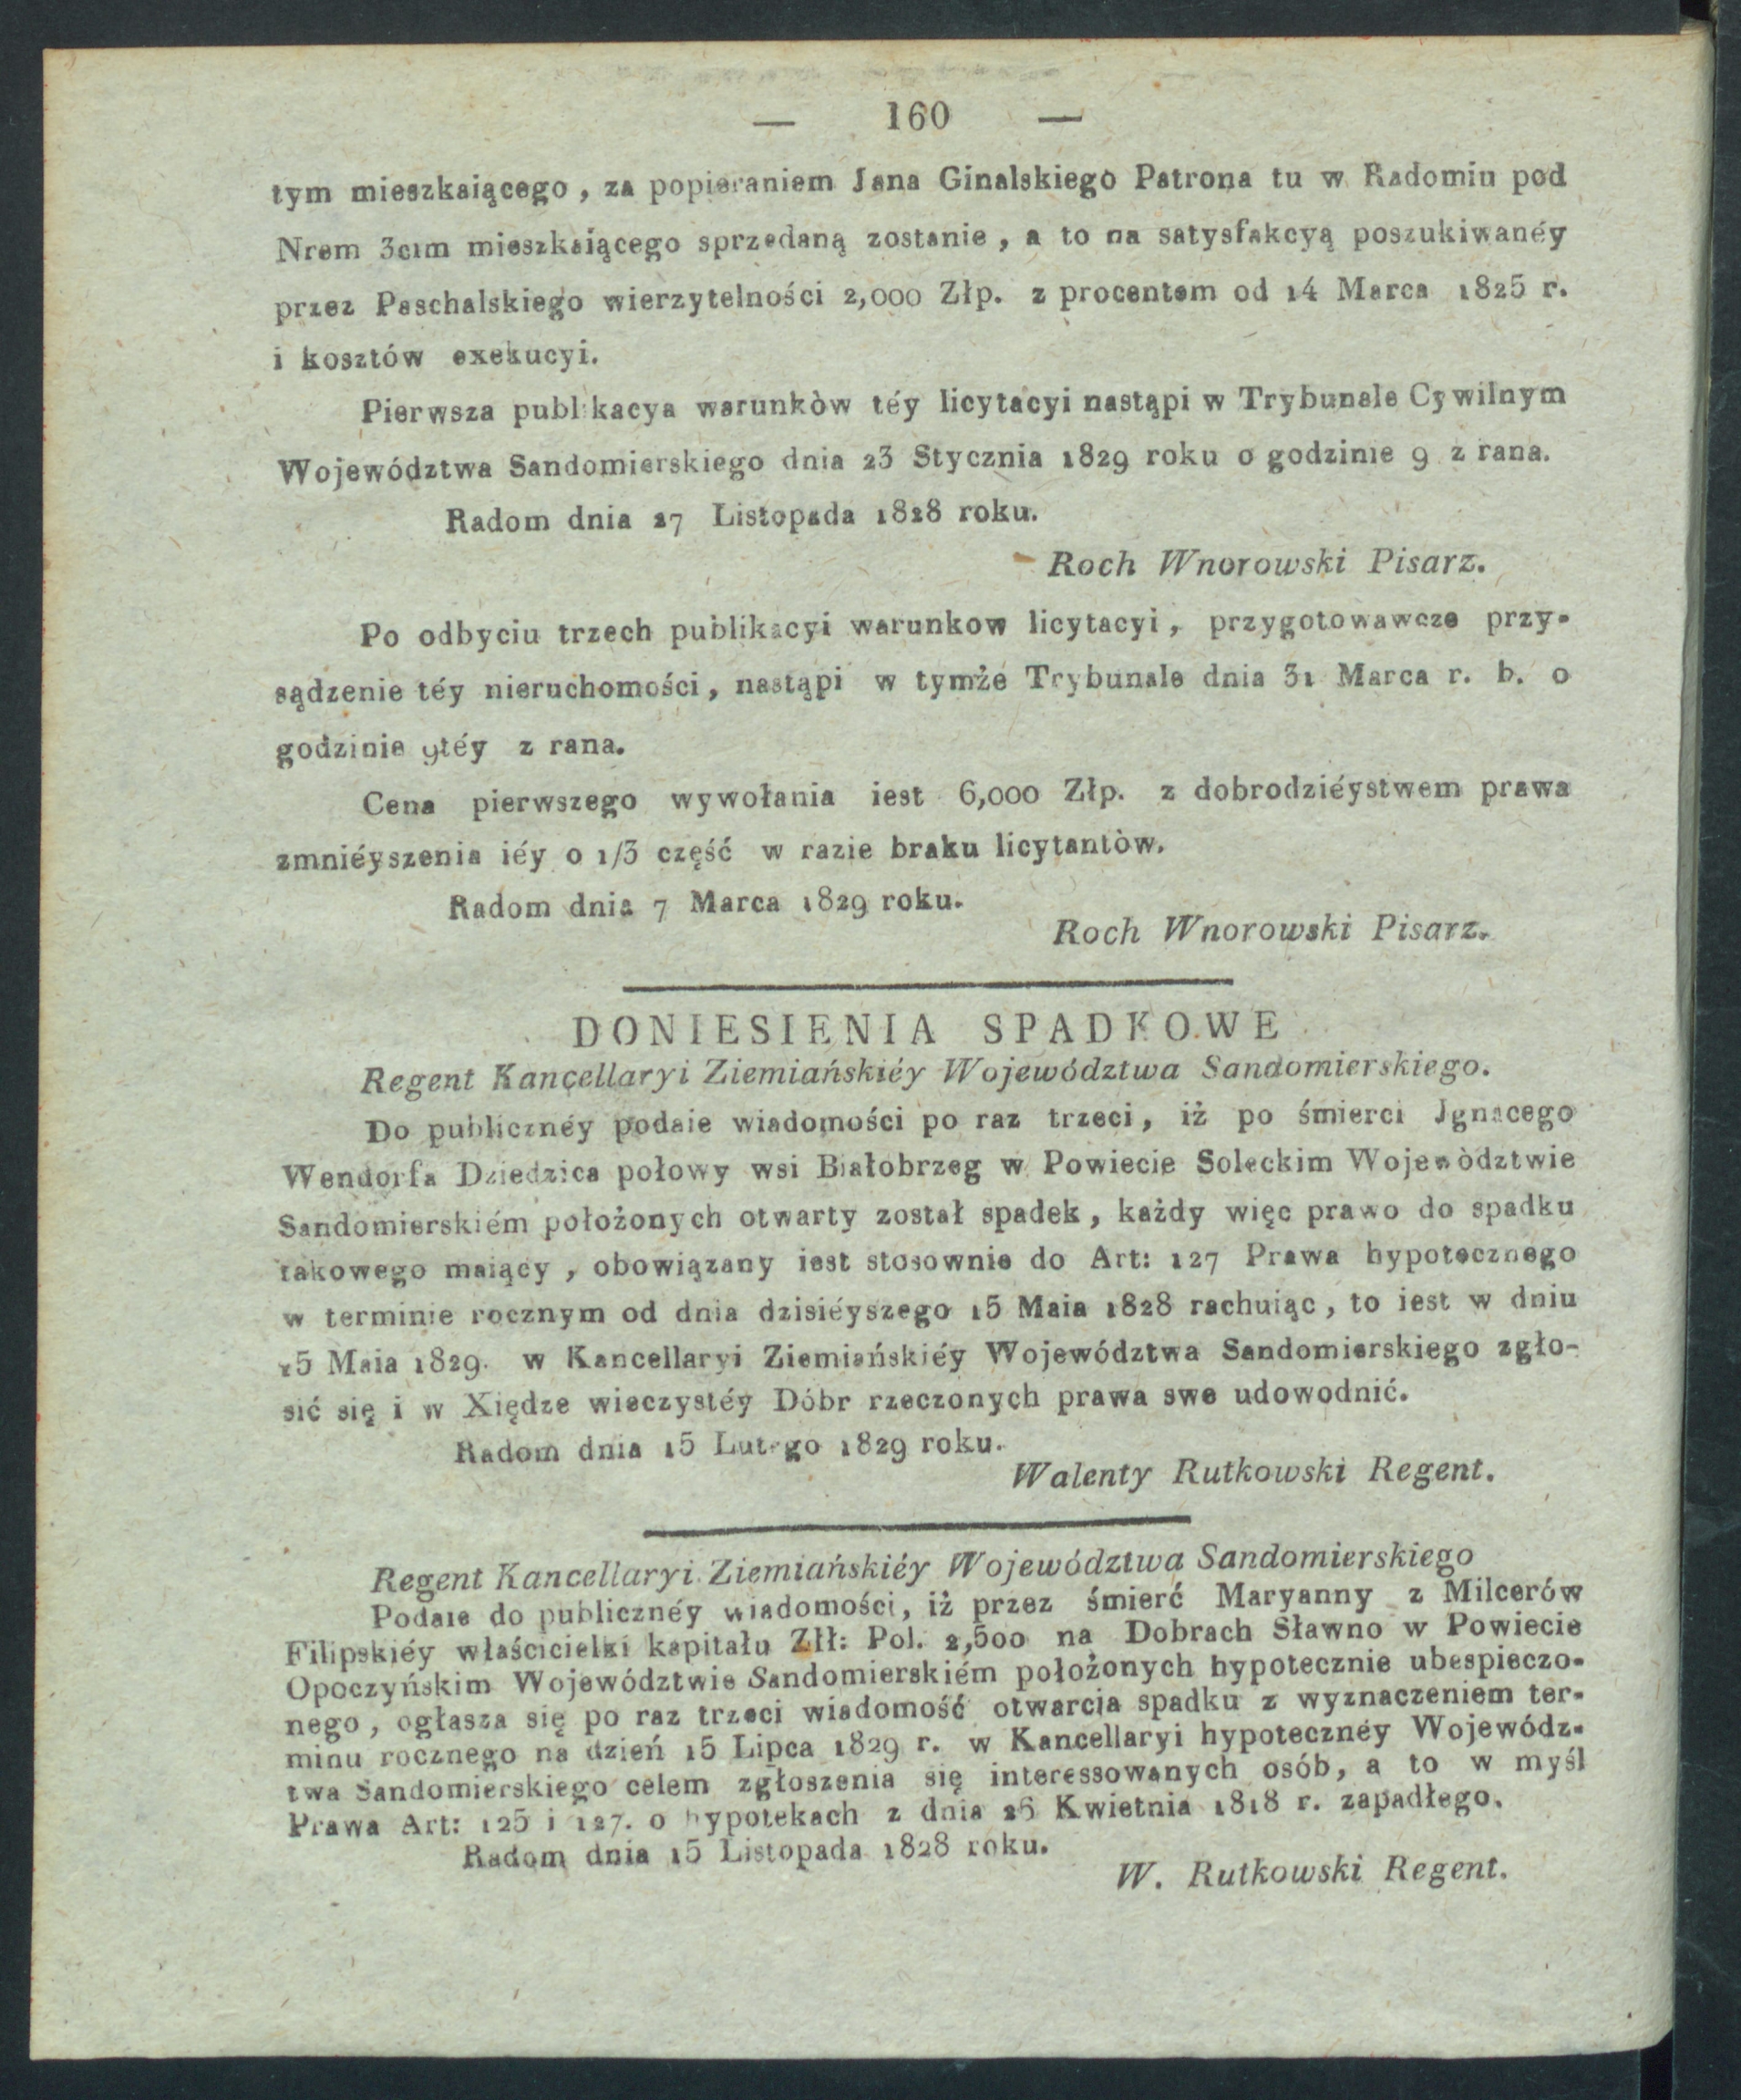 — 160 —
tym mieszkaiącego, za popieraniem Jana Ginalskiego Patrona tu w Radomiu pod
Nrem 3cim mieszkaiącego sprzedaną zostanie, a to na satysfakcyą poszukiwanéy
przez Paschalskiego wierzytelności 2,000 Złp. z procentem od 14 Marca 1825 r.
i kosztów exekucyi.
Pierwsza publikacya warunkòw téy licytacyi nastąpi w Trybunale Cywilnym
Województwa Sandomierskiego dnia 23 Stycznia 1829 roku o godzinie 9 z rana.
Radom dnia 27 Listopada 1828 roku.
Roch Wnorowski Pisarz.
Po odbyciu trzech publikacyi warunkow licytacyi, przygotowawcze przy-
sądzenie téy nieruchomości, nastąpi w tymże Trybunale dnia 31 Marca r. b. o
godzinie 9téy z rana.
Cena pierwszego wywołania iest 6,000 Złp. z dobrodziéystwem prawa
zmniéyszenia iéy o 1/3 część w razie braku licytantòw.
Radom dnia 7 Marca 1829 roku.
Roch Wnorowski Pisarz.
DONIESIENIA SPADKOWE
Regent Kancellaryi Ziemiańskiéy Województwa Sandomierskiego.
Do publicznéy podaie wiadomości po raz trzeci, iż po śmierci Jgnacego
Wendorfa Dziedzica połowy wsi Białobrzeg w Powiecie Soleckim Wojewòdztwie
Sandomierskiém położonych otwarty został spadek, każdy więc prawo do spadku
takowego maiący, obowiązany iest stosownie do Art: 127 Prawa hypotecznego
w terminie rocznym od dnia dzisiéyszego 15 Maia 1828 rachuiąc, to iest w dniu
15 Maia 1829. w Kancellaryi Ziemiańskiéy Województwa Sandomierskiego zgło-
sić się i w Xiędze wieczystéy Dóbr rzeczonych prawa swe udowodnić.
Radom dnia 15 Lutego 1829 roku.
Walenty Rutkowski Regent.
Regent Kancellaryi Ziemiańskiéy Województwa Sandomierskiego
Podaie do publicznéy wiadomości, iż przez śmierć Maryanny z Milcerów
Filipskiéy właścicielki kapitału Złł: Pol. 2,500 na Dobrach Sławno w Powiecie
Opoczyńskim Województwie Sandomierskiém położonych hypotecznie ubespieczo-
nego, ogłasza się po raz trzeci wiadomość otwarcia spadku z wyznaczeniem ter-
minu rocznego na dzień 15 Lipca 1829 r. w Kancellaryi hypotecznéy Wojewódz-
twa Sandomierskiego celem zgłoszenia się interessowanych osób, a to w myśl
Prawa Art: 125 i 127. o hypotekach z dnia 26 Kwietnia 1818 r. zapadłego.
Radom dnia 15 Listopada 1828 roku.
W. Rutkowski Regent.